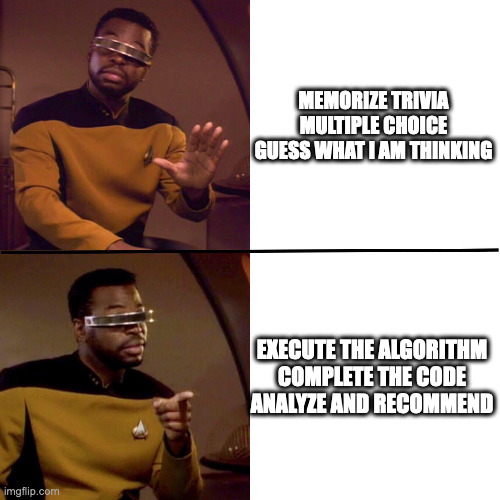 MEMORIZE TRIVIA
MULTIPLE CHOICE
GUESS WHAT I AM THINKING
EXECUTE THE ALGORITHM
COMPLETE THE CODE
ANALYZE AND RECOMMEND
imgflip.com